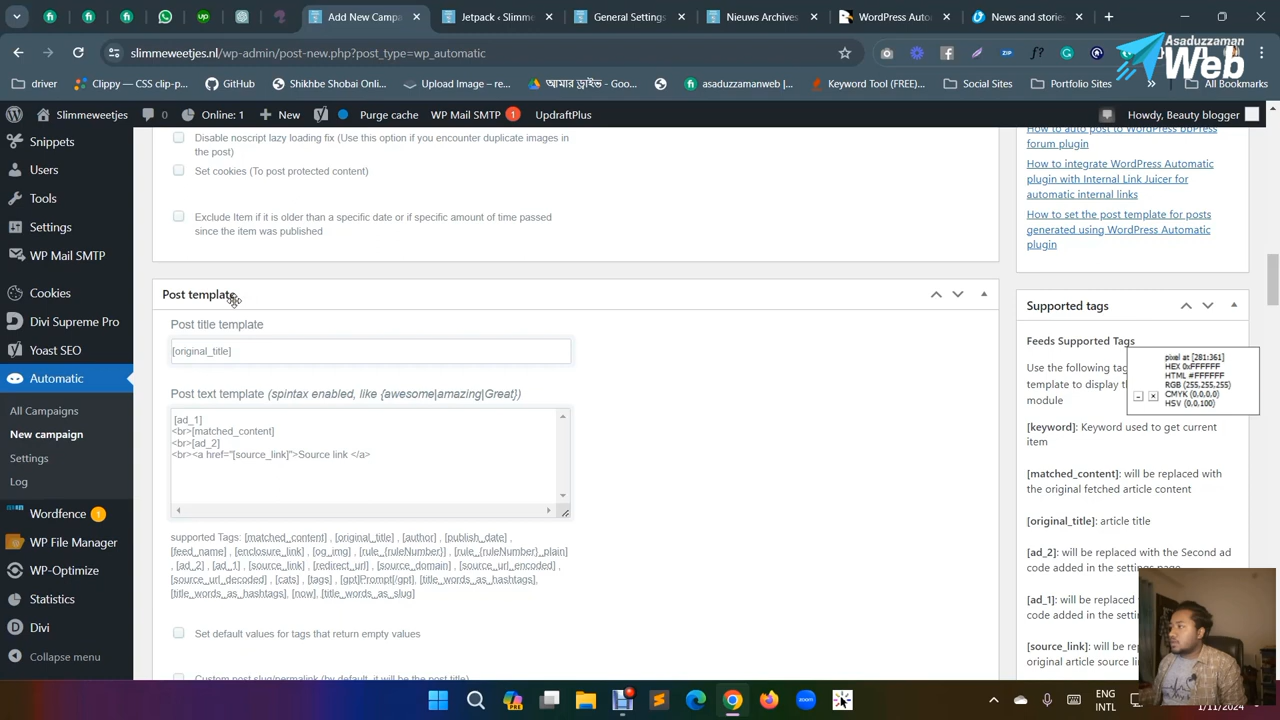 Add New Campa
Jetpack ‹ Slimme
General Settings
Nieuws Archives
WordPress Auto
News and storie
slimmeweetjes.nl/wp-admin/post-new.php?post_type=wp_automatic
Asaduzzaman
Web
driver
Clippy — CSS clip-p...
GitHub
Shikhbe Shobai Onli...
Upload Image – re...
আমার ড্রাইভ - Goo...
asaduzzamanweb...
Keyword Tool (FREE)...
Social Sites
Portfolio Sites
All Bookmarks
Slimmeweetjes
0
Online: 1
New
Purge cache
WP Mail SMTP
1
UpdraftPlus
Howdy, Beauty blogger
Snippets
Users
Tools
Settings
WP Mail SMTP
Cookies
Divi Supreme Pro
Yoast SEO
Automatic
All Campaigns
New campaign
Settings
Log
Wordfence
1
WP File Manager
WP-Optimize
Statistics
Divi
Collapse menu
Disable noscript lazy loading fix (Use this option if you encounter duplicate images in
the post)
Set cookies (To post protected content)
Exclude Item if it is older than a specific date or if specific amount of time passed
since the item was published
Post template
Post title template
[original_title]
Post text template (spintax enabled, like {awesome|amazing|Great})
[ad_1]
<br>[matched_content]
<br>[ad_2]
<br><a href="[source_link]">Source link </a>
supported Tags: [matched_content] , [original_title] , [author] , [publish_date] ,
[feed_name] , [enclosure_link] , [og_img] , [rule_{ruleNumber}] , [rule_{ruleNumber}_plain]
, [ad_2] , [ad_1] , [source_link] , [redirect_url] , [source_domain] , [source_url_encoded] ,
[source_url_decoded] , [cats] , [tags] , [gpt]Prompt[/gpt], [title_words_as_hashtags],
[title_words_as_hashtags], [now], [title_words_as_slug]
Set default values for tags that return empty values
Custom post slug/permalink (by default, it will be the post title)
How to auto post to WordPress bbPress
forum plugin
How to integrate WordPress Automatic
plugin with Internal Link Juicer for
automatic internal links
How to set the post template for posts
generated using WordPress Automatic
plugin
Supported tags
Feeds Supported Tags
Use the following tag
template to display th
module
pixel at [281:361]
HEX 0xFFFFFF
HTML #FFFFFF
RGB (255,255,255)
CMYK (0,0,0,0)
HSV (0,0,100)
[keyword]: Keyword used to get current
item
[matched_content]: will be replaced with
the original fetched article content
[original_title]: article title
[ad_2]: will be replaced with the Second ad
code added in the settings page
[ad_1]: will be replaced
code added in the sett
[source_link]: will be re
original article source li
ENG
INTL
1/11/2024